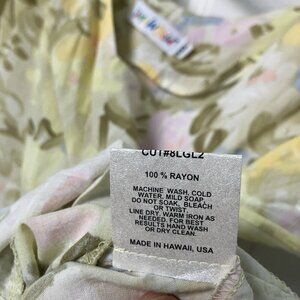 CUT#8LGL2
100 % RAYON
MACHINE WASH, COLD
WATER, MILD SOAP,
DO NOT SOAK, BLEACH
OR TWIST,
LINE DRY, WARM IRON AS
NEEDED, FOR BEST
RESULTS HAND WASH
OR DRY CLEAN.
MADE IN HAWAII, USA